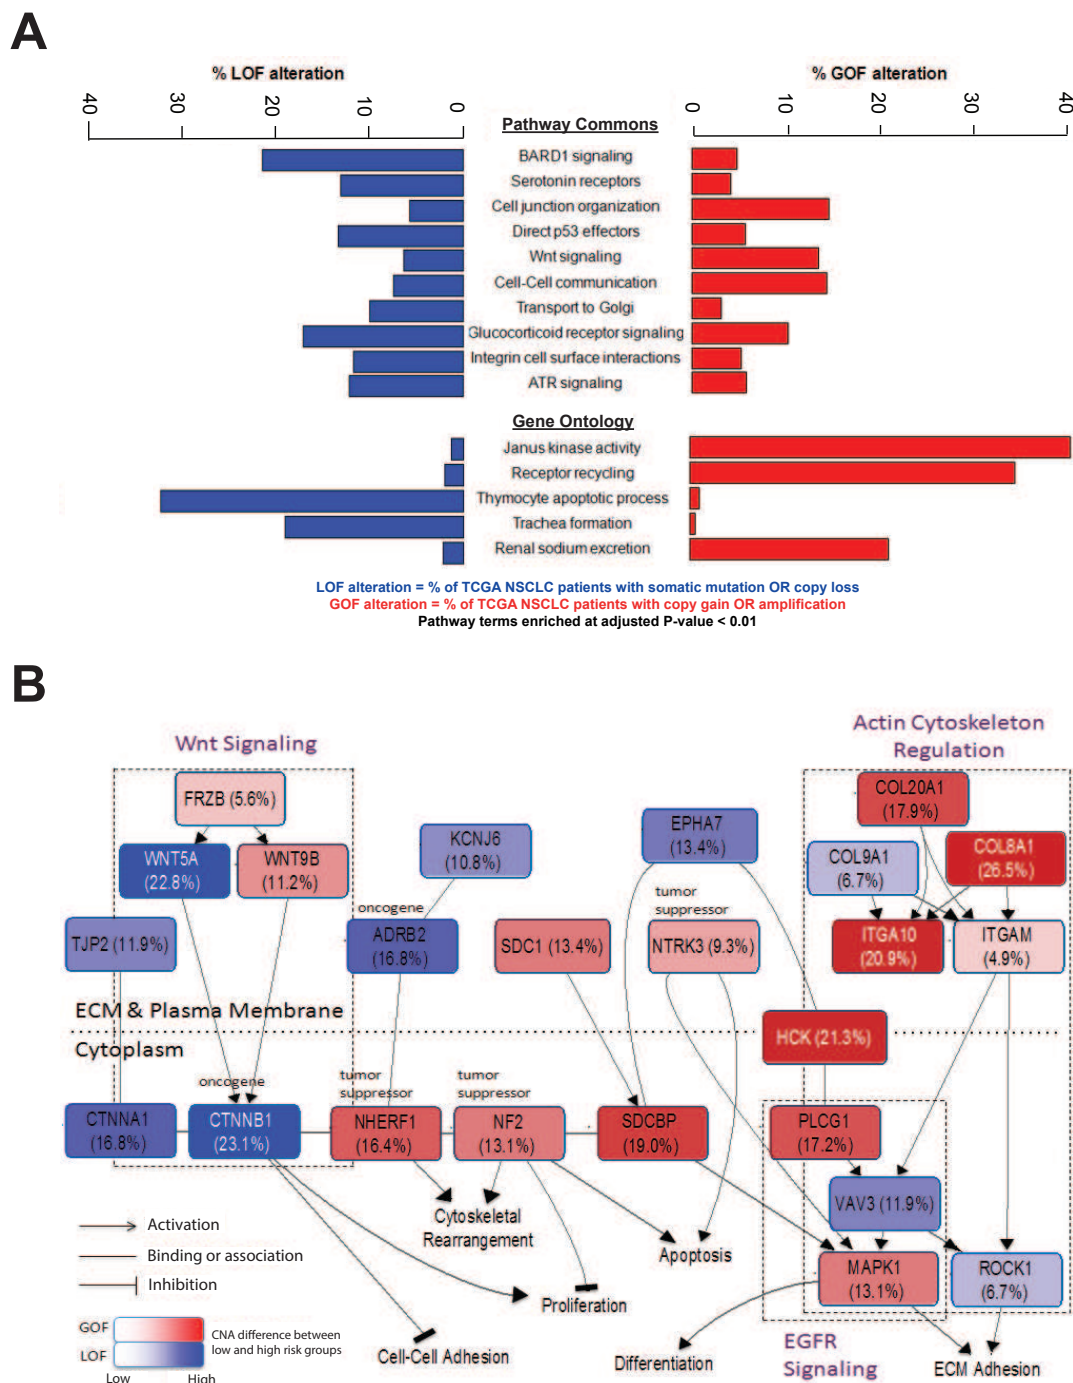 A
% LOF alteration
% GOF alteration
40 30 20 10 0
0 10 20 30 40
Pathway Commons
BARD1 signaling
Serotonin receptors
Cell junction organization
Direct p53 effectors
Wnt signaling
Cell-Cell communication
Transport to Golgi
Glucocorticoid receptor signaling
Integrin cell surface interactions
ATR signaling
Gene Ontology
Janus kinase activity
Receptor recycling
Thymocyte apoptotic process
Trachea formation
Renal sodium excretion
LOF alteration = % of TCGA NSCLC patients with somatic mutation OR copy loss
GOF alteration = % of TCGA NSCLC patients with copy gain OR amplification
Pathway terms enriched at adjusted P-value < 0.01
B
Wnt Signaling
Actin Cytoskeleton
Regulation
FRZB (5.6%)
WNT5A
(22.8%)
WNT9B
(11.2%)
KCNJ6
(10.8%)
EPHA7
(13.4%)
COL20A1
(17.9%)
COL9A1
(6.7%)
COL8A1
(26.5%)
TJP2 (11.9%)
oncogene
ADRB2
(16.8%)
SDC1 (13.4%)
tumor
suppressor
NTRK3 (9.3%)
ITGA10
(20.9%)
ITGAM
(4.9%)
ECM & Plasma Membrane
Cytoplasm
HCK (21.3%)
CTNNA1
(16.8%)
oncogene
CTNNB1
(23.1%)
tumor
suppressor
NHERF1
(16.4%)
tumor
suppressor
NF2
(13.1%)
SDCBP
(19.0%)
PLCG1
(17.2%)
VAV3 (11.9%)
MAPK1
(13.1%)
ROCK1
(6.7%)
Cytoskeletal
Rearrangement
Apoptosis
Proliferation
Cell-Cell Adhesion
Differentiation
EGFR
Signaling
ECM Adhesion
Activation
Binding or association
Inhibition
GOF
LOF
CNA difference between
low and high risk groups
Low High